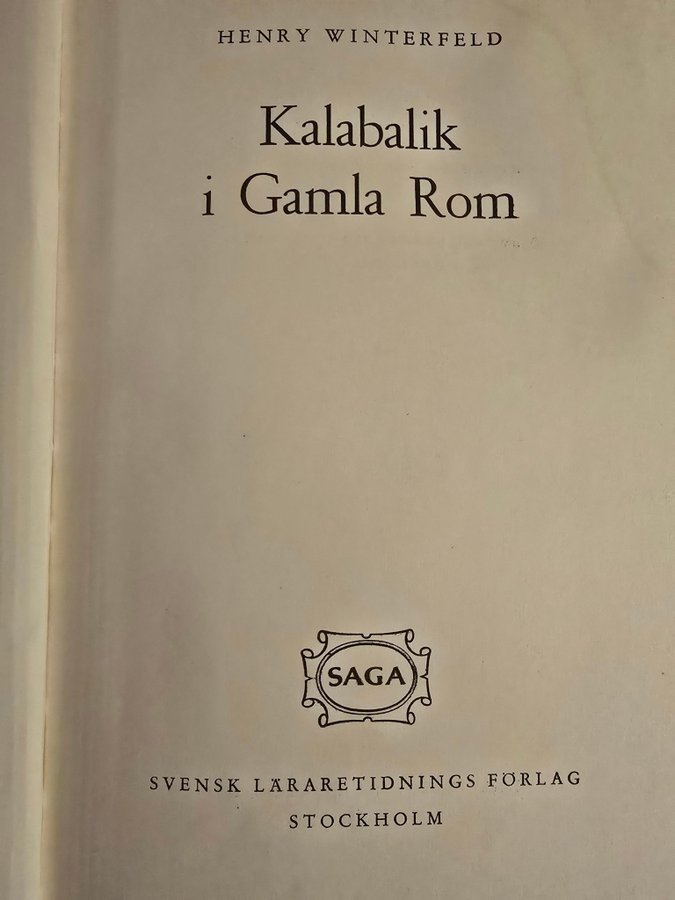 HENRY WINTERFELD
Kalabalik
i Gamla Rom
SAGA
SVENSK LÄRARETIDNINGS FÖRLAG
STOCKHOLM